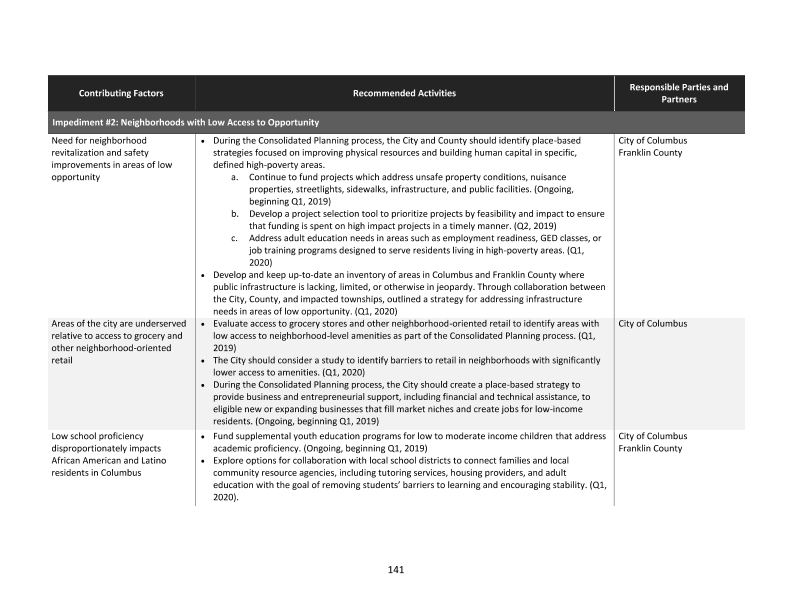 Contributing Factors
Recommended Activities
Responsible Parties and
Partners
Impediment #2: Neighborhoods with Low Access to Opportunity
Need for neighborhood
revitalization and safety
improvements in areas of low
opportunity
• During the Consolidated Planning process, the City and County should identify place-based
strategies focused on improving physical resources and building human capital in specific,
defined high-poverty areas.
a. Continue to fund projects which address unsafe property conditions, nuisance
properties, streetlights, sidewalks, infrastructure, and public facilities. (Ongoing,
beginning Q1, 2019)
b. Develop a project selection tool to prioritize projects by feasibility and impact to ensure
that funding is spent on high impact projects in a timely manner. (Q2, 2019)
c. Address adult education needs in areas such as employment readiness, GED classes, or
job training programs designed to serve residents living in high-poverty areas. (Q1,
2020)
• Develop and keep up-to-date an inventory of areas in Columbus and Franklin County where
public infrastructure is lacking, limited, or otherwise in jeopardy. Through collaboration between
the City, County, and impacted townships, outlined a strategy for addressing infrastructure
needs in areas of low opportunity. (Q1, 2020)
City of Columbus
Franklin County
Areas of the city are underserved
relative to access to grocery and
other neighborhood-oriented
retail
• Evaluate access to grocery stores and other neighborhood-oriented retail to identify areas with
low access to neighborhood-level amenities as part of the Consolidated Planning process. (Q1,
2019)
• The City should consider a study to identify barriers to retail in neighborhoods with significantly
lower access to amenities. (Q1, 2020)
• During the Consolidated Planning process, the City should create a place-based strategy to
provide business and entrepreneurial support, including financial and technical assistance, to
eligible new or expanding businesses that fill market niches and create jobs for low-income
residents. (Ongoing, beginning Q1, 2019)
City of Columbus
Low school proficiency
disproportionately impacts
African American and Latino
residents in Columbus
• Fund supplemental youth education programs for low to moderate income children that address
academic proficiency. (Ongoing, beginning Q1, 2019)
• Explore options for collaboration with local school districts to connect families and local
community resource agencies, including tutoring services, housing providers, and adult
education with the goal of removing students’ barriers to learning and encouraging stability. (Q1,
2020).
City of Columbus
Franklin County
141